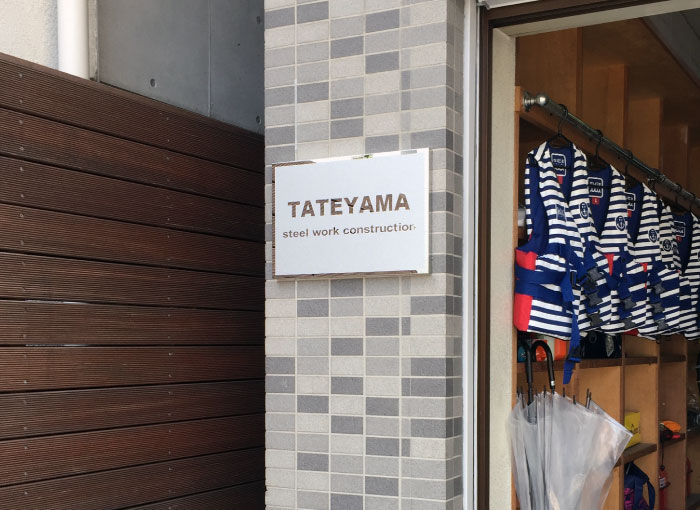 TATEYAMA
steel work construction